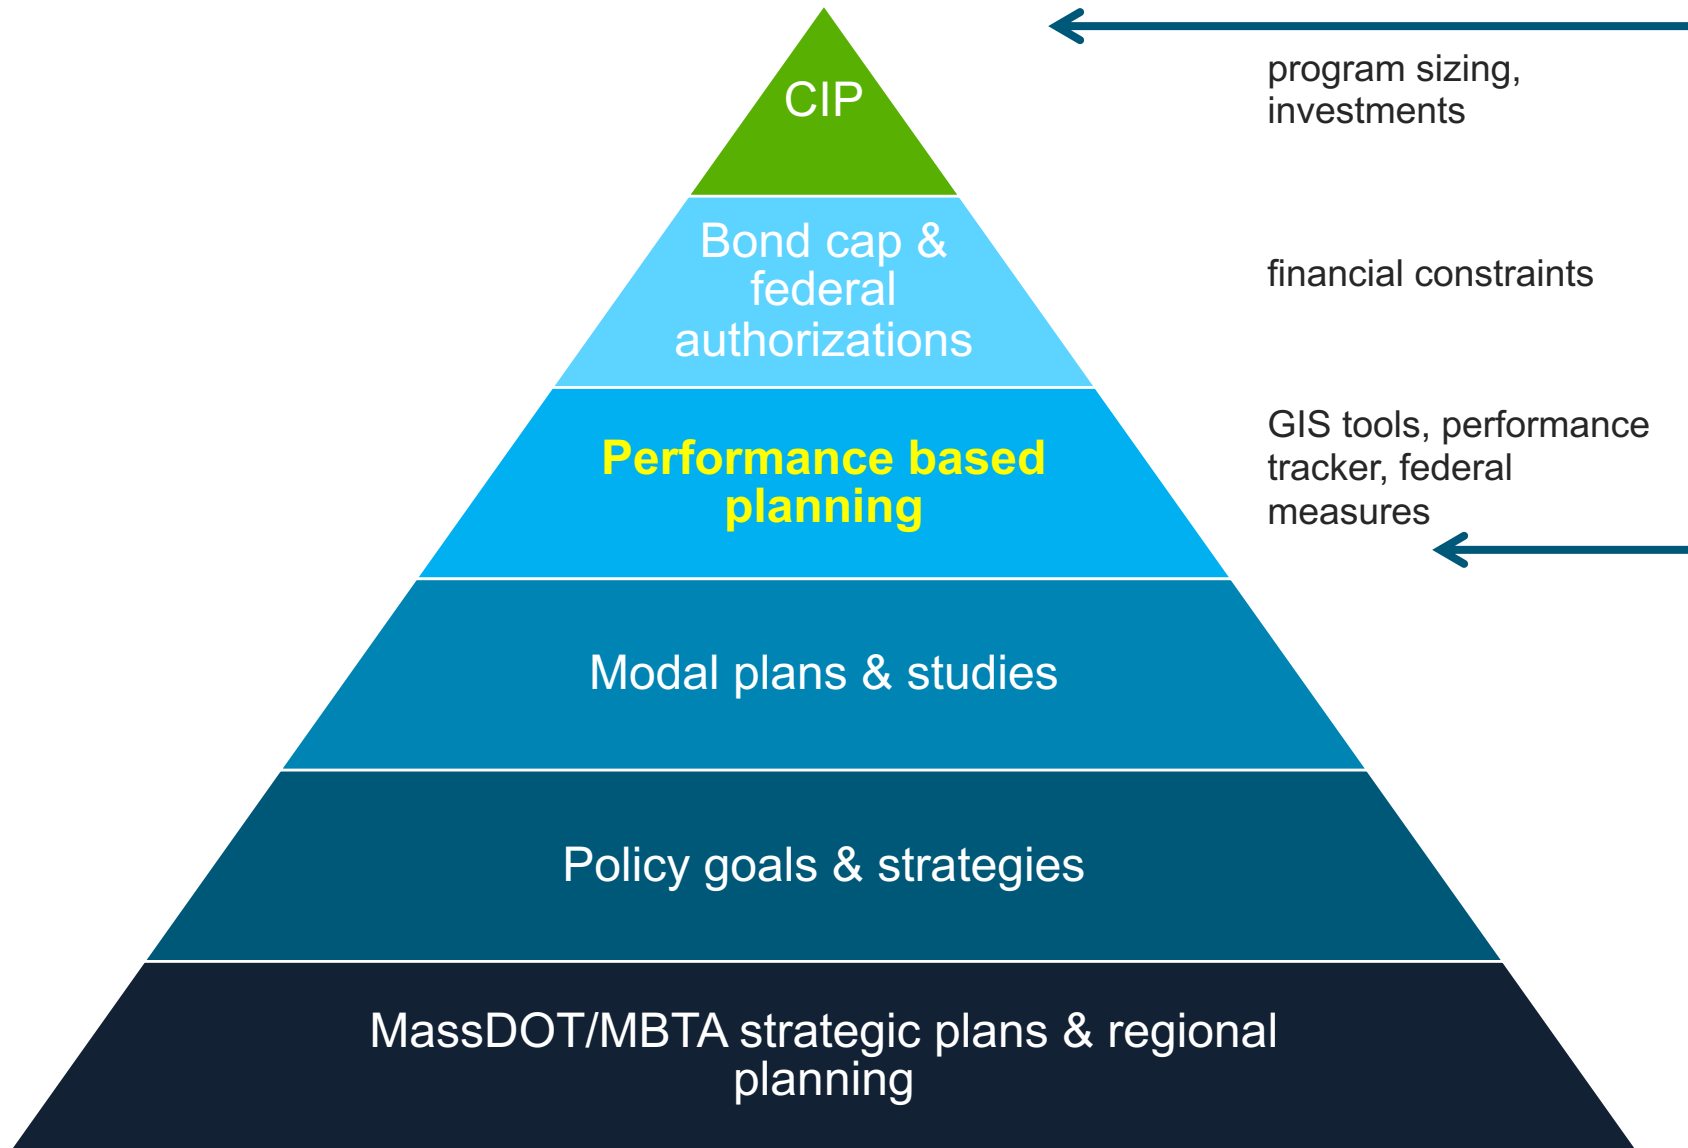 CIP
program sizing,
investments
Bond cap &
federal
authorizations
financial constraints
Performance based
planning
GIS tools, performance
tracker, federal
measures
Modal plans & studies
Policy goals & strategies
MassDOT/MBTA strategic plans & regional
planning